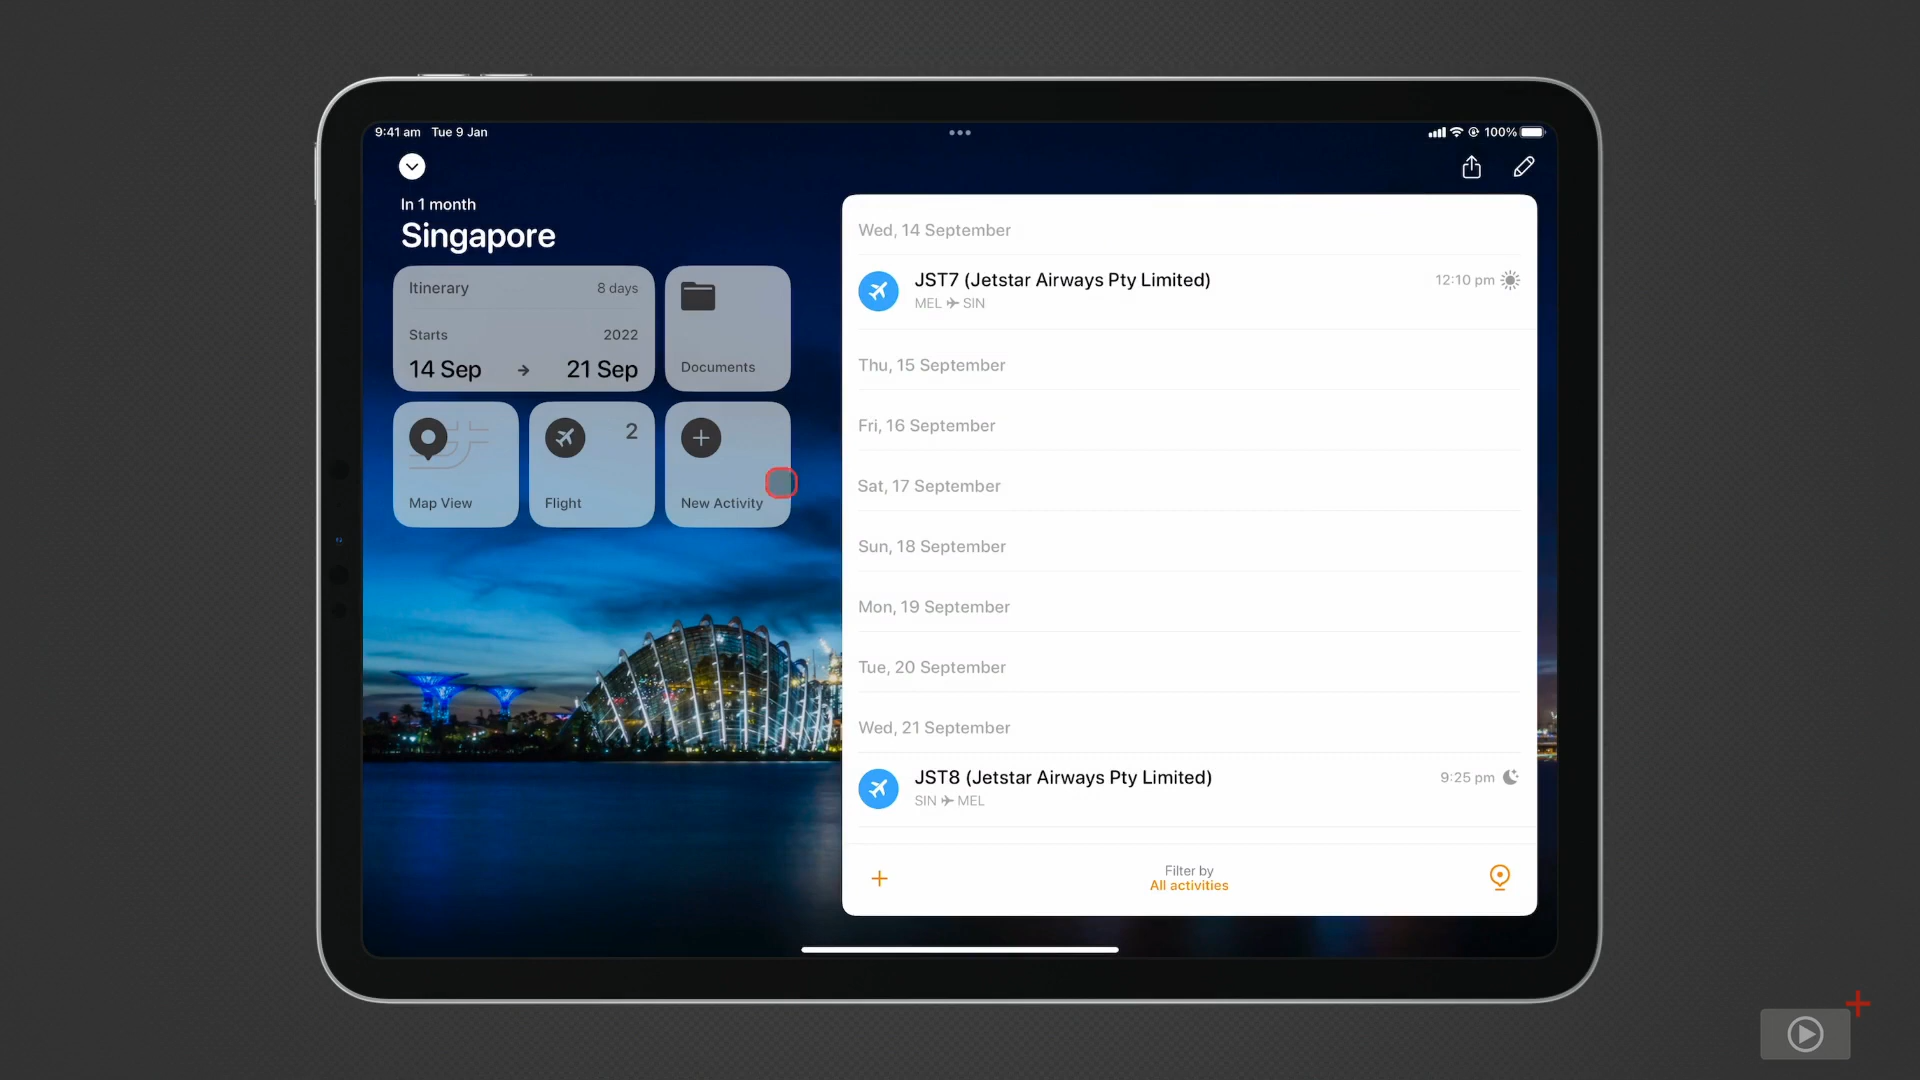 9:41 am Tue 9 Jan
100%
In 1 month
Singapore
Itinerary 8 days
Starts 2022
14 Sep → 21 Sep
Documents
Map View
Flight 2
New Activity
Wed, 14 September
JST7 (Jetstar Airways Pty Limited) 12:10 pm
MEL ✈ SIN
Thu, 15 September
Fri, 16 September
Sat, 17 September
Sun, 18 September
Mon, 19 September
Tue, 20 September
Wed, 21 September
JST8 (Jetstar Airways Pty Limited) 9:25 pm
SIN ✈ MEL
Filter by
All activities